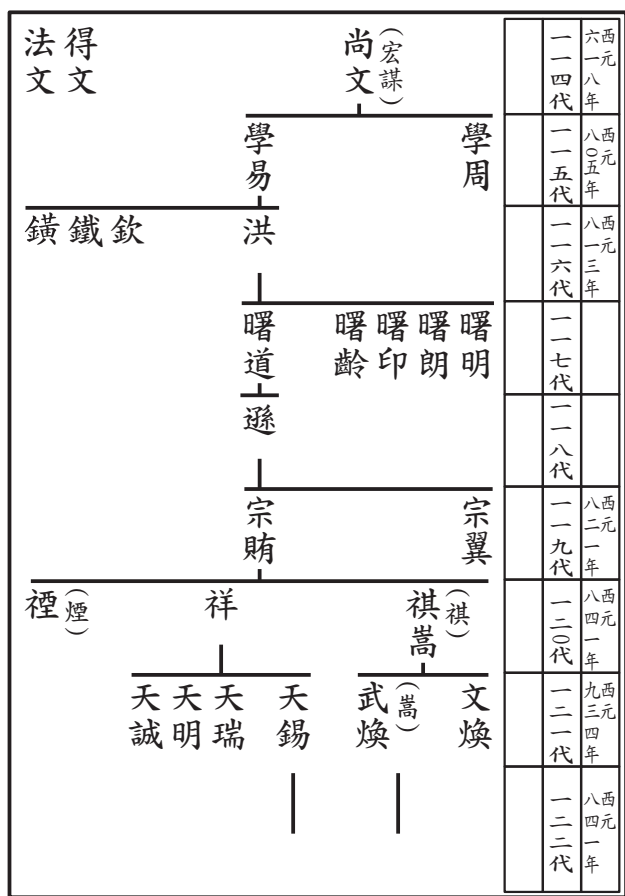 西元六一八年
一一四代
尚文(宏謀)
得文
法文
西元八〇五年
一一五代
學周
學易
西元八一三年
一一六代
洪
欽
鐵
鐄
一一七代
曙明
曙朗
曙印
曙齡
曙道
一一八代
遜
西元八二一年
一一九代
宗翼
宗賄
西元八四一年
一二〇代
祺嵩(祺)
祥
禋(煙)
西元九三四年
一二一代
文煥
武煥(嵩)
天錫
天瑞
天明
天誠
西元八四一年
一二二代